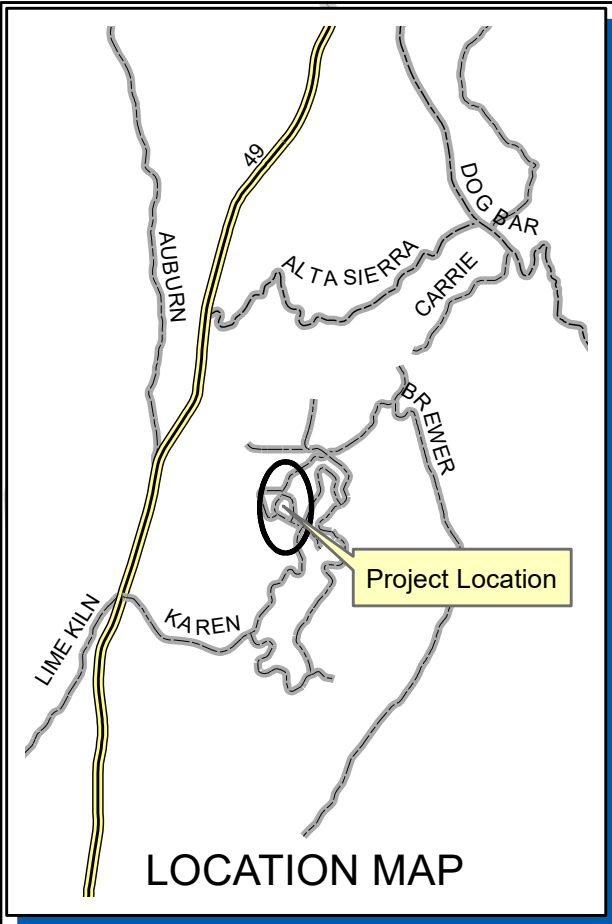 49
DOG BAR
AUBURN
ALTA SIERRA
CARRIE
BREWER
Project Location
LIME KILN
KAREN
LOCATION MAP